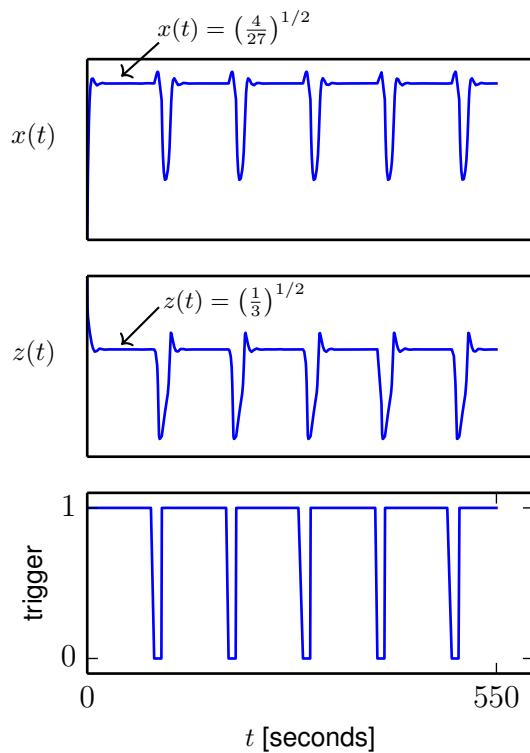 x(t) = (4/27)^{1/2}
x(t)
z(t) = (1/3)^{1/2}
z(t)
1
trigger
0
0 550
t [seconds]